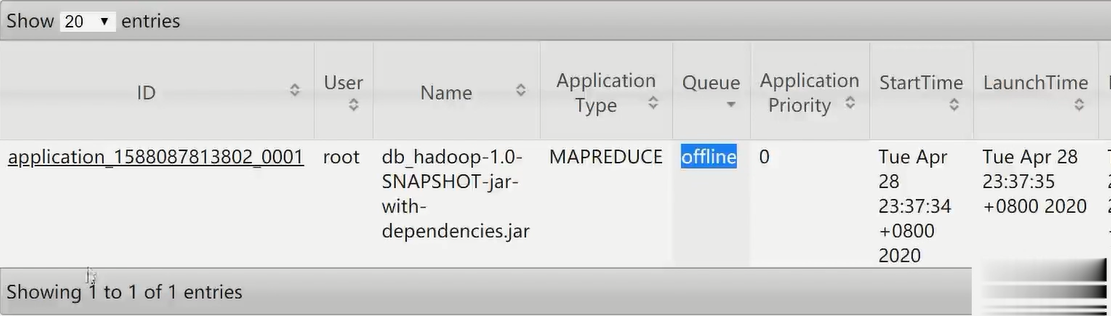 Show 20 entries
ID User Name Application Type Queue Application Priority StartTime LaunchTime
application_1588087813802_0001 root db_hadoop-1.0-SNAPSHOT-jar-with-dependencies.jar MAPREDUCE offline 0 Tue Apr 28 23:37:34 +0800 2020 Tue Apr 28 23:37:35 +0800 2020
Showing 1 to 1 of 1 entries